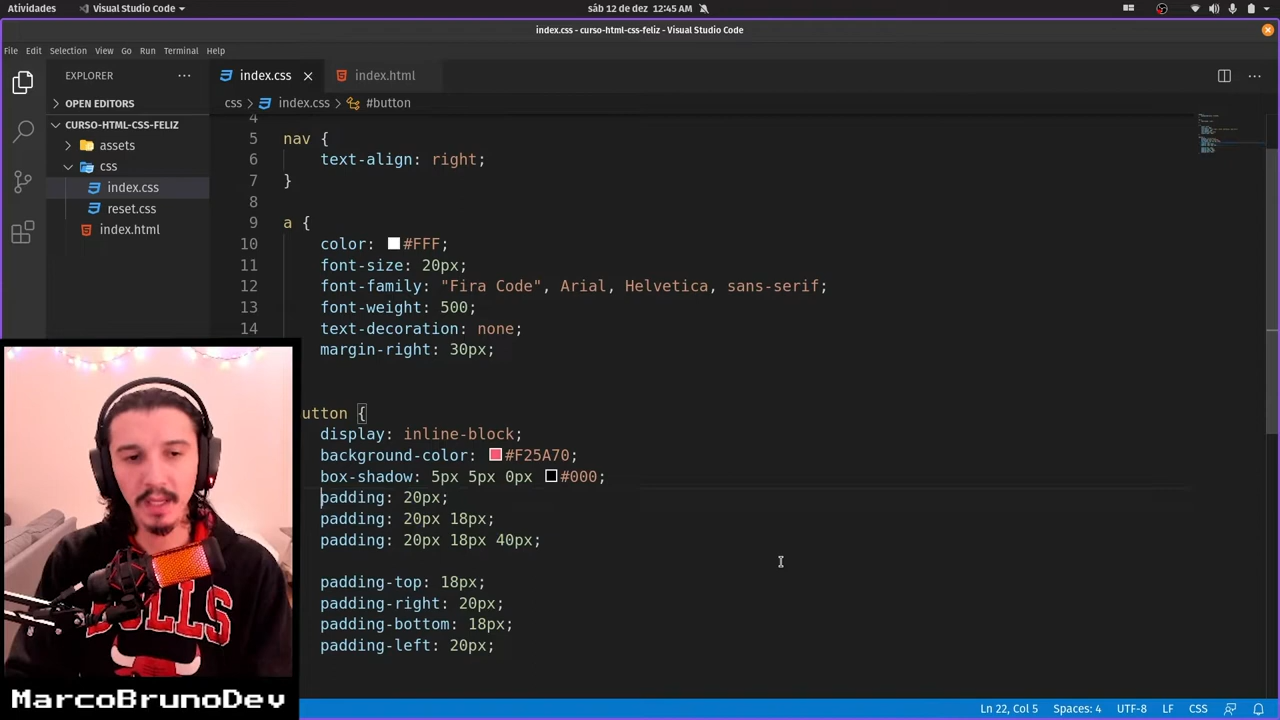 Atividades Visual Studio Code sáb 12 de dez 12:45 AM
index.css - curso-html-css-feliz - Visual Studio Code
File Edit Selection View Go Run Terminal Help
EXPLORER
OPEN EDITORS
CURSO-HTML-CSS-FELIZ
assets
css
index.css
reset.css
index.html
index.css index.html
css index.css #button
4
5 nav {
6 text-align: right;
7 }
8
9 a {
10 color: #FFF;
11 font-size: 20px;
12 font-family: "Fira Code", Arial, Helvetica, sans-serif;
13 font-weight: 500;
14 text-decoration: none;
margin-right: 30px;
utton {
display: inline-block;
background-color: #F25A70;
box-shadow: 5px 5px 0px #000;
padding: 20px;
padding: 20px 18px;
padding: 20px 18px 40px;
padding-top: 18px;
padding-right: 20px;
padding-bottom: 18px;
padding-left: 20px;
BULLS
MarcoBrunoDev
Ln 22, Col 5 Spaces: 4 UTF-8 LF CSS